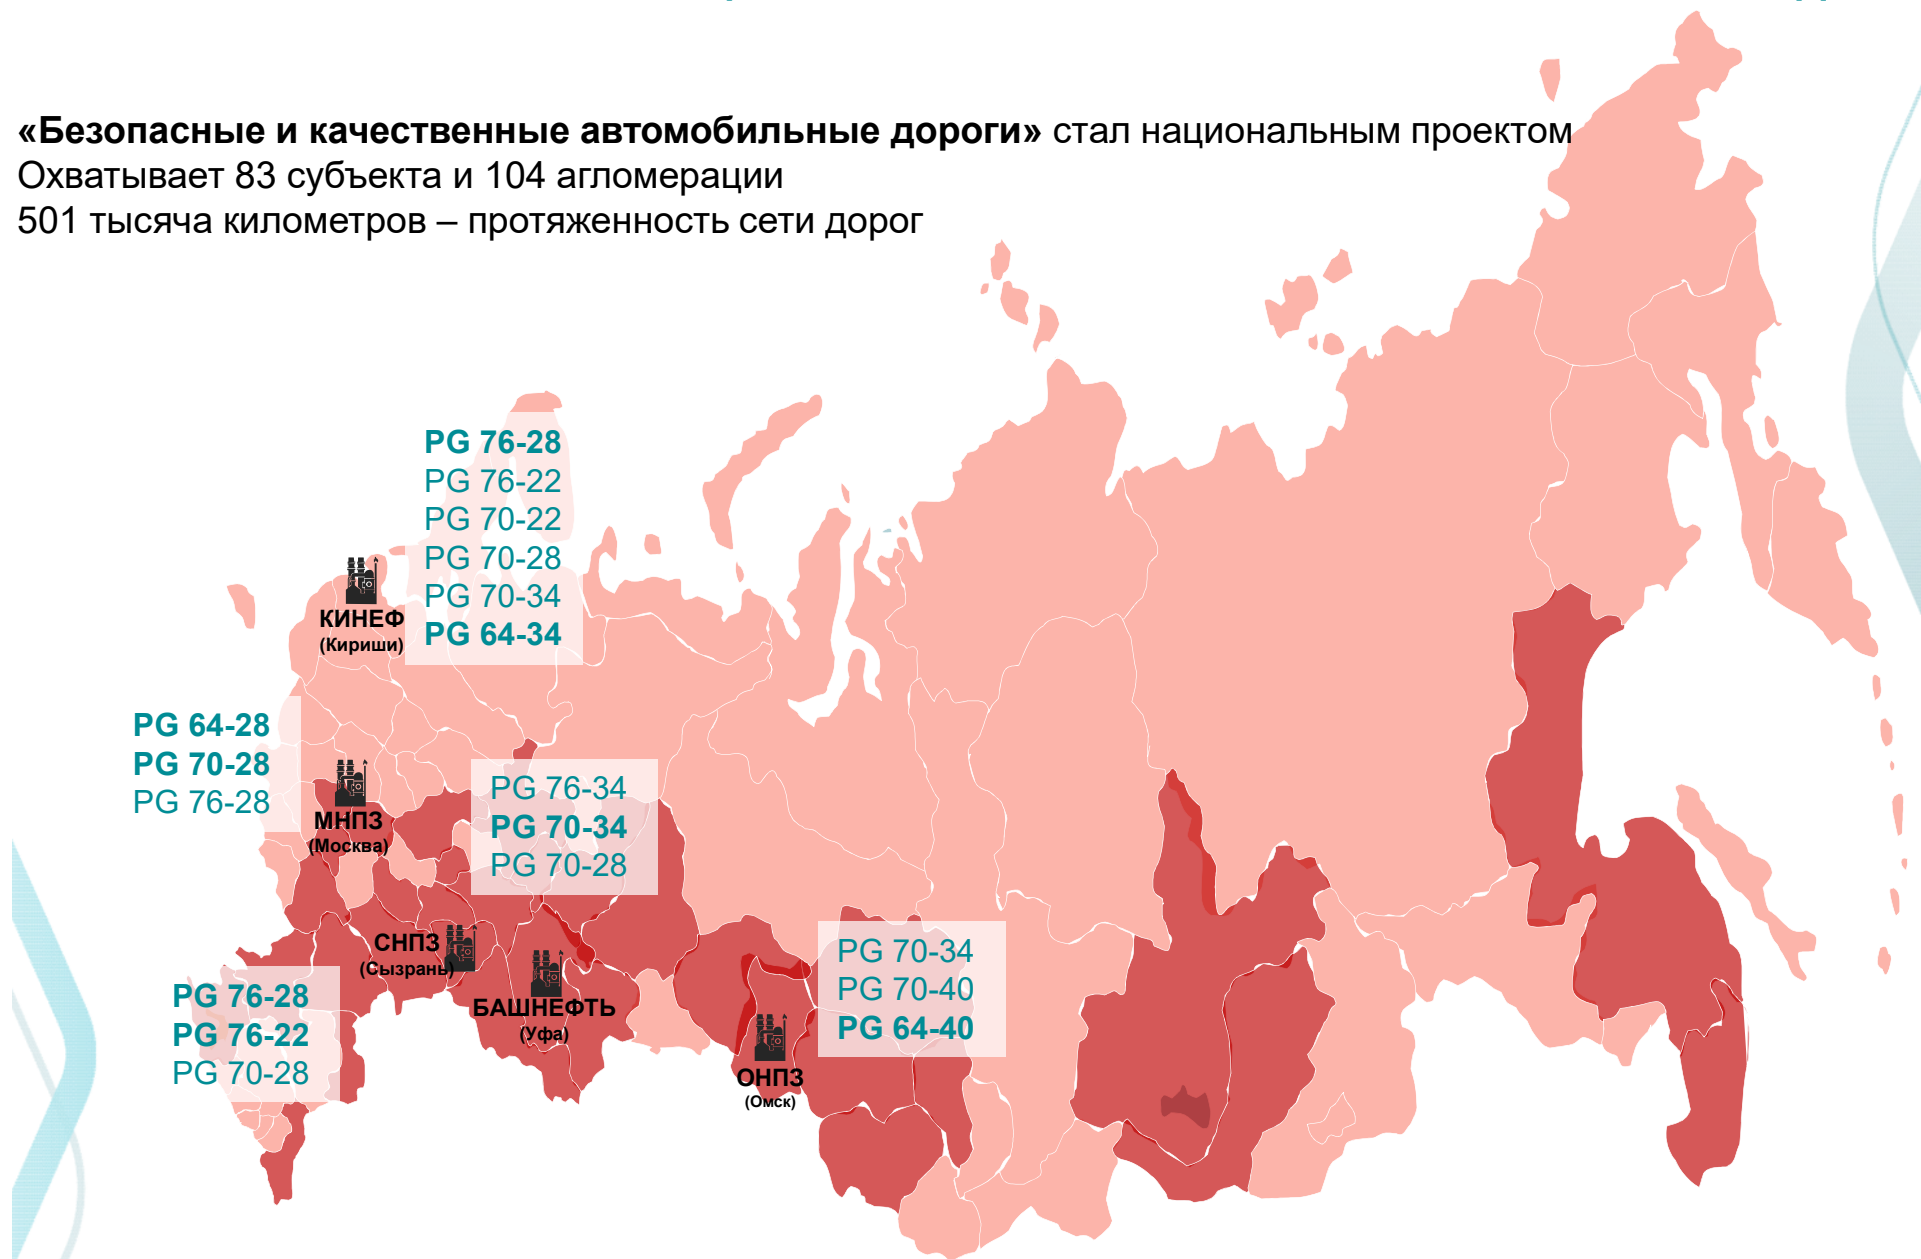 «Безопасные и качественные автомобильные дороги» стал национальным проектом
Охватывает 83 субъекта и 104 агломерации
501 тысяча километров – протяженность сети дорог
PG 76-28
PG 76-22
PG 70-22
PG 70-28
PG 70-34
PG 64-34
КИНЕФ
(Кириши)
PG 64-28
PG 70-28
PG 76-28
МНПЗ
(Москва)
PG 76-34
PG 70-34
PG 70-28
СНПЗ
(Сызрань)
БАШНЕФТЬ
(Уфа)
PG 76-28
PG 76-22
PG 70-28
PG 70-34
PG 70-40
PG 64-40
ОНПЗ
(Омск)